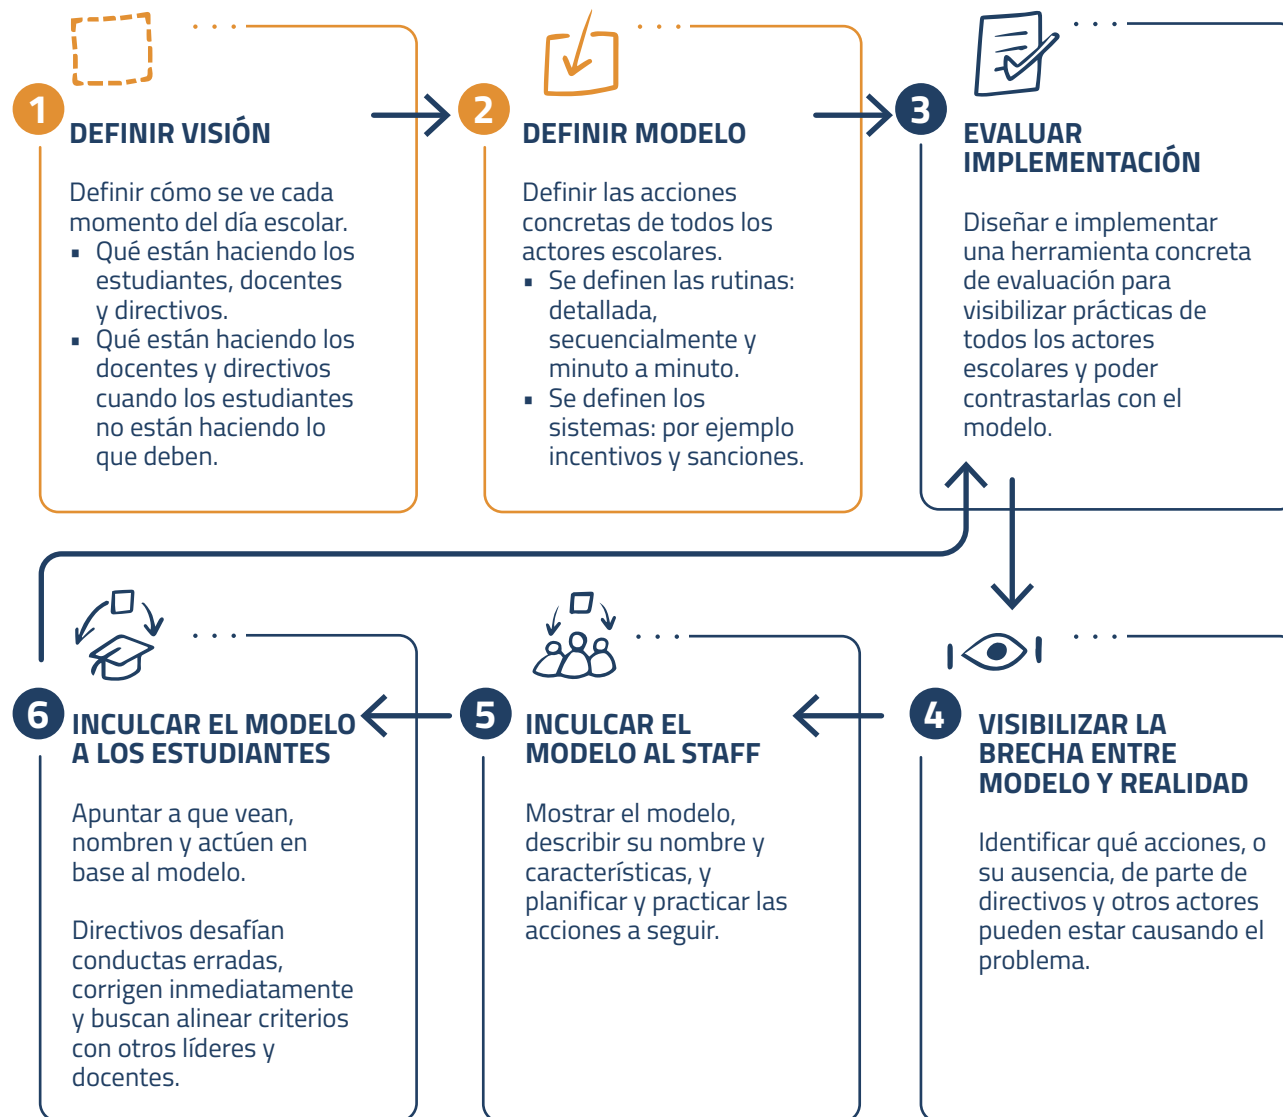 1
DEFINIR VISIÓN
Definir cómo se ve cada
momento del día escolar.
▪ Qué están haciendo los
estudiantes, docentes
y directivos.
▪ Qué están haciendo los
docentes y directivos
cuando los estudiantes
no están haciendo lo
que deben.
2
DEFINIR MODELO
Definir las acciones
concretas de todos los
actores escolares.
▪ Se definen las rutinas:
detallada,
secuencialmente y
minuto a minuto.
▪ Se definen los
sistemas: por ejemplo
incentivos y sanciones.
3
EVALUAR
IMPLEMENTACIÓN
Diseñar e implementar
una herramienta concreta
de evaluación para
visibilizar prácticas de
todos los actores
escolares y poder
contrastarlas con el
modelo.
4
VISIBILIZAR LA
BRECHA ENTRE
MODELO Y REALIDAD
Identificar qué acciones, o
su ausencia, de parte de
directivos y otros actores
pueden estar causando el
problema.
5
INCULCAR EL
MODELO AL STAFF
Mostrar el modelo,
describir su nombre y
características, y
planificar y practicar las
acciones a seguir.
6
INCULCAR EL MODELO
A LOS ESTUDIANTES
Apuntar a que vean,
nombren y actúen en
base al modelo.
Directivos desafían
conductas erradas,
corrigen inmediatamente
y buscan alinear criterios
con otros líderes y
docentes.